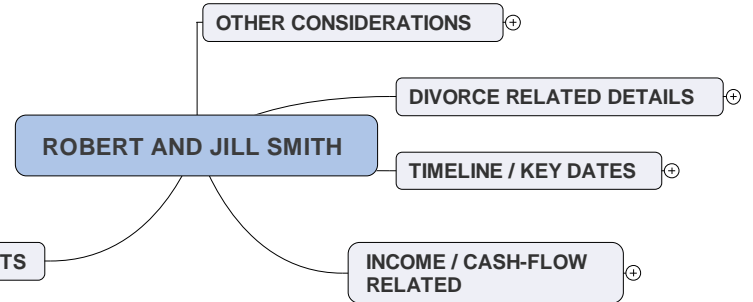 OTHER CONSIDERATIONS
DIVORCE RELATED DETAILS
ROBERT AND JILL SMITH
TIMELINE / KEY DATES
TS
INCOME / CASH-FLOW
RELATED